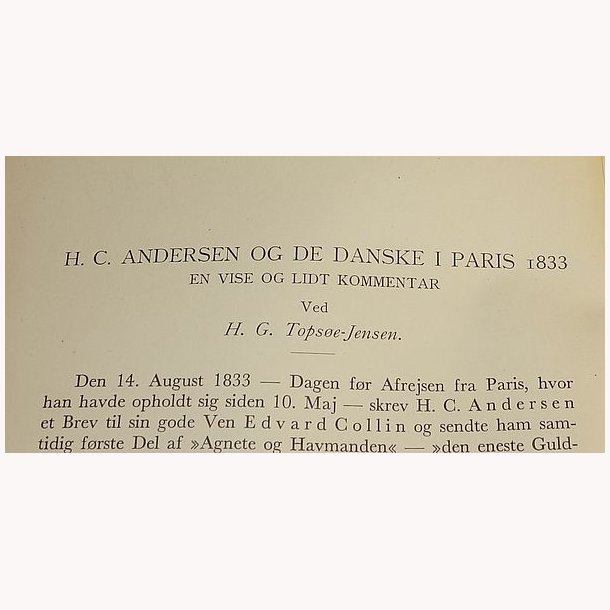 H. C. ANDERSEN OG DE DANSKE I PARIS 1833
EN VISE OG LIDT KOMMENTAR
Ved
H. G. Topsøe-Jensen.
Den 14. August 1833 — Dagen før Afrejsen fra Paris, hvor
han havde opholdt sig siden 10. Maj — skrev H. C. Andersen
et Brev til sin gode Ven Edvard Collin og sendte ham sam-
tidig første Del af »Agnete og Havmanden« — »den eneste Guld-